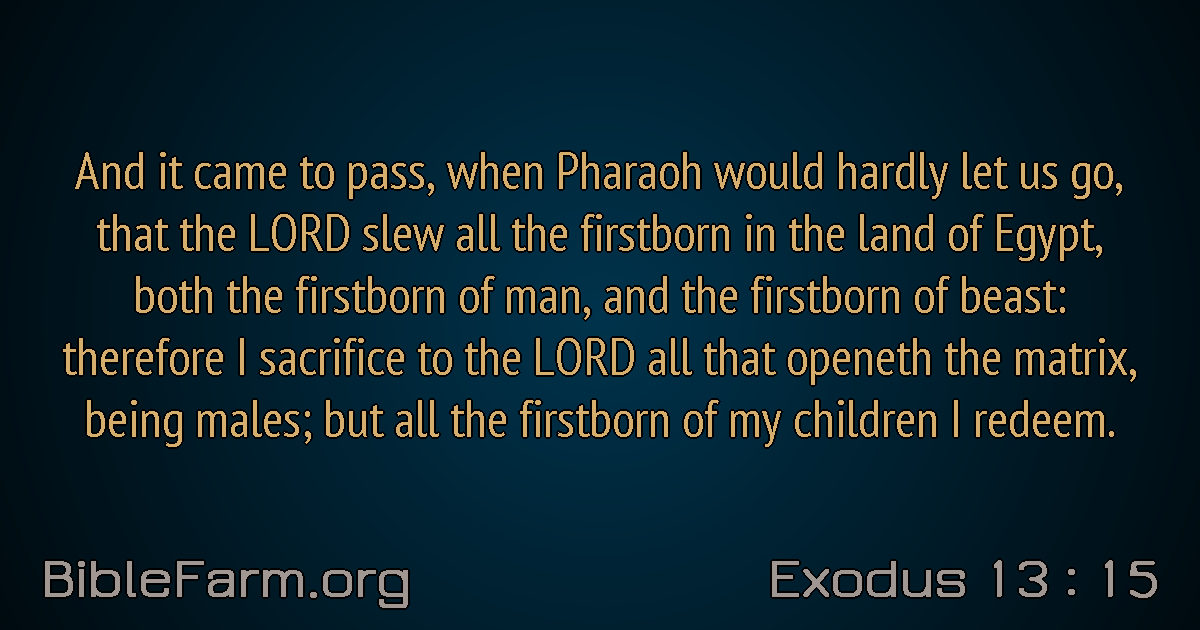 And it came to pass, when Pharaoh would hardly let us go,
that the LORD slew all the firstborn in the land of Egypt,
both the firstborn of man, and the firstborn of beast:
therefore I sacrifice to the LORD all that openeth the matrix,
being males; but all the firstborn of my children I redeem.
BibleFarm.org
Exodus 13 : 15